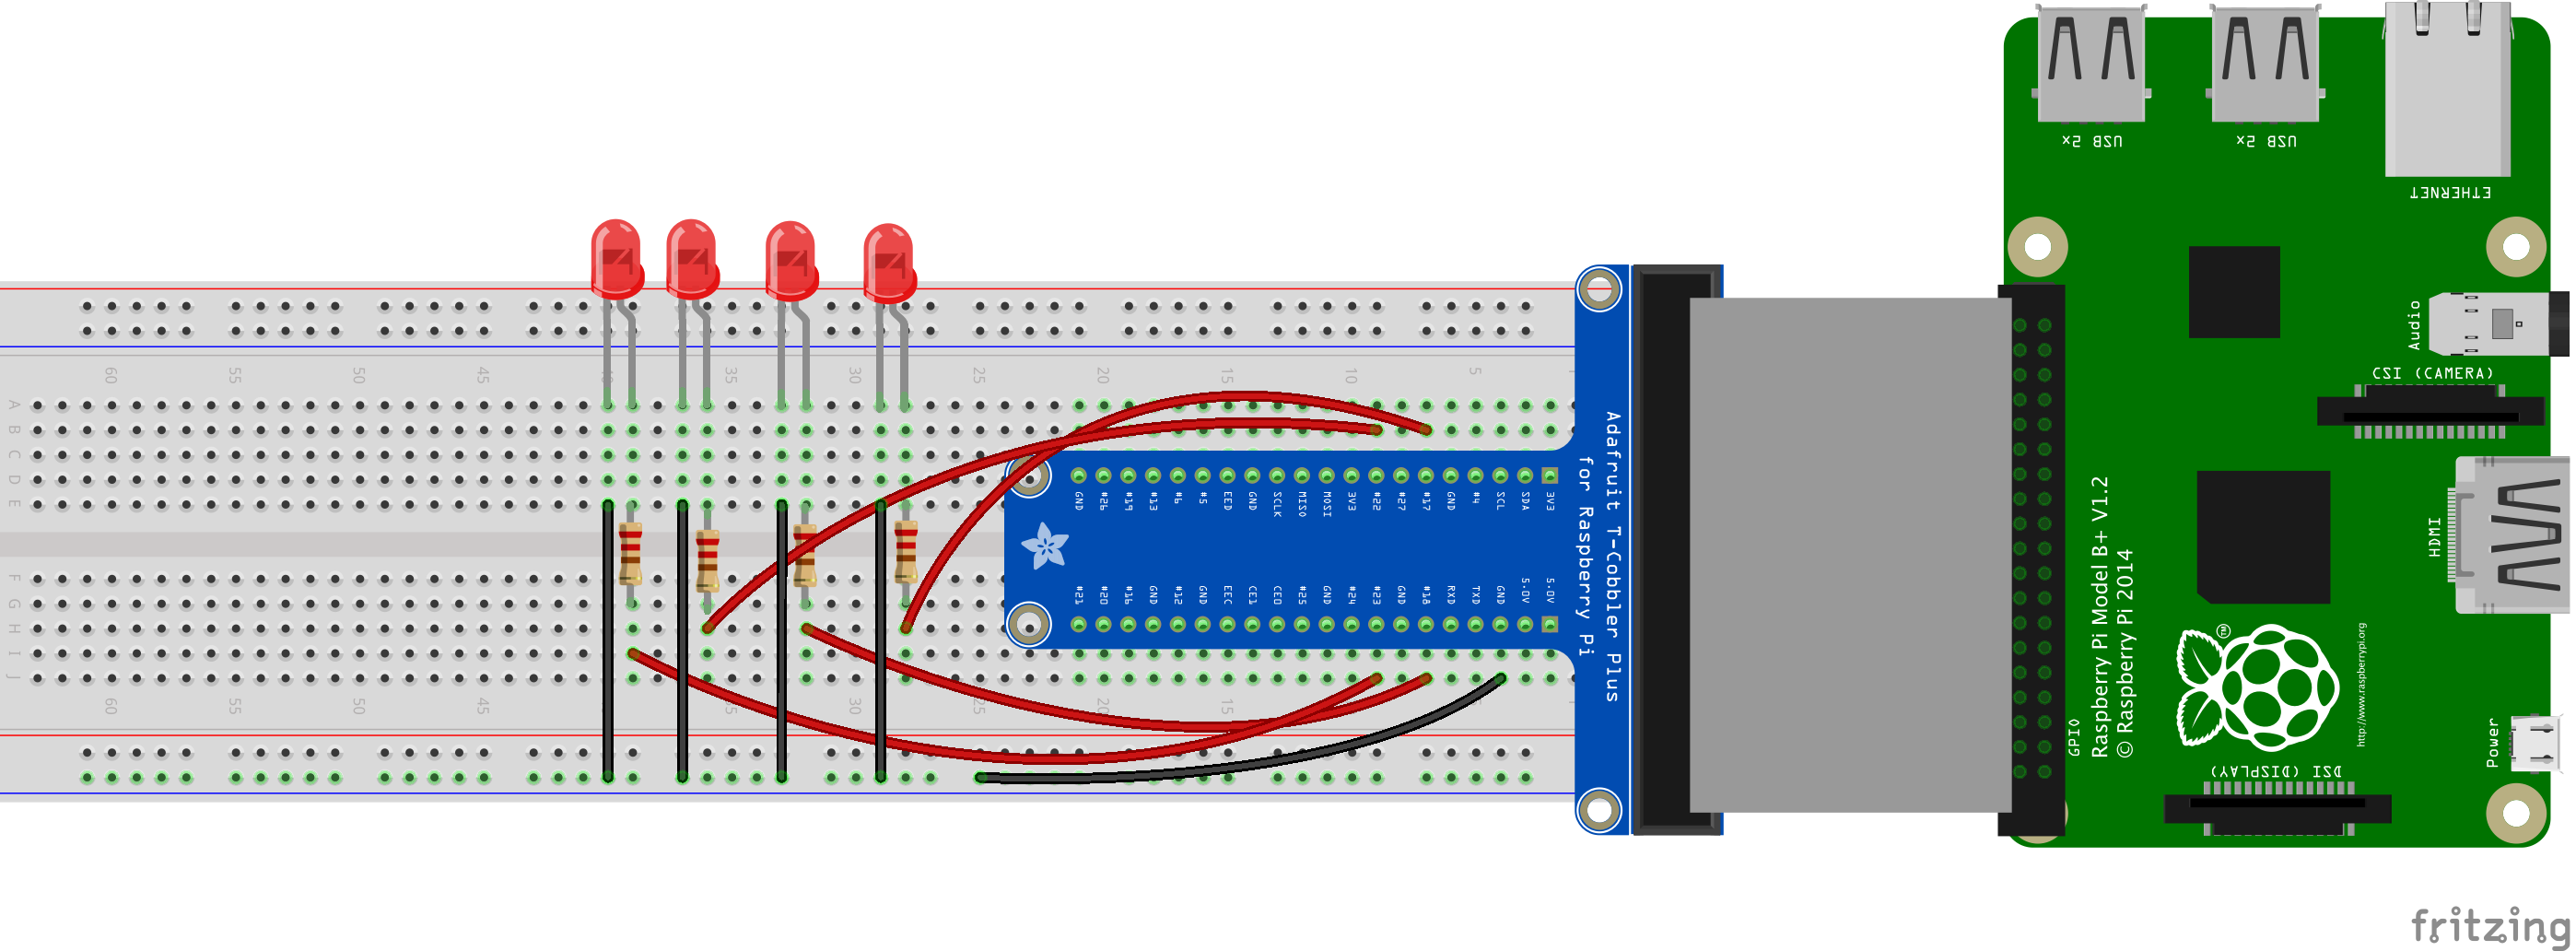 USB 2x
USB 2x
ETHERNET
Audio
CSI (CAMERA)
HDMI
Raspberry Pi Model B+ V1.2
© Raspberry Pi 2014
TM
http://www.raspberrypi.org
GPIO
Power
DSI (DISPLAY)
Adafruit T-Cobbler Plus
for Raspberry Pi
GND #26 #19 #13 #6 #5 EED GND SCLK MISO MOSI 3V3 #22 #27 #17 GND #4 SCL SDA 3V3
#21 #20 #16 GND #12 GND EEC CE1 CE0 #25 GND #24 #23 GND #18 RXD TXD GND 5.0V 5.0V
60 55 50 45 40 35 30 25 20 15 10 5
A
B
C
D
E
F
G
H
I
J
60 55 50 45 35 30 25 20 15
fritzing